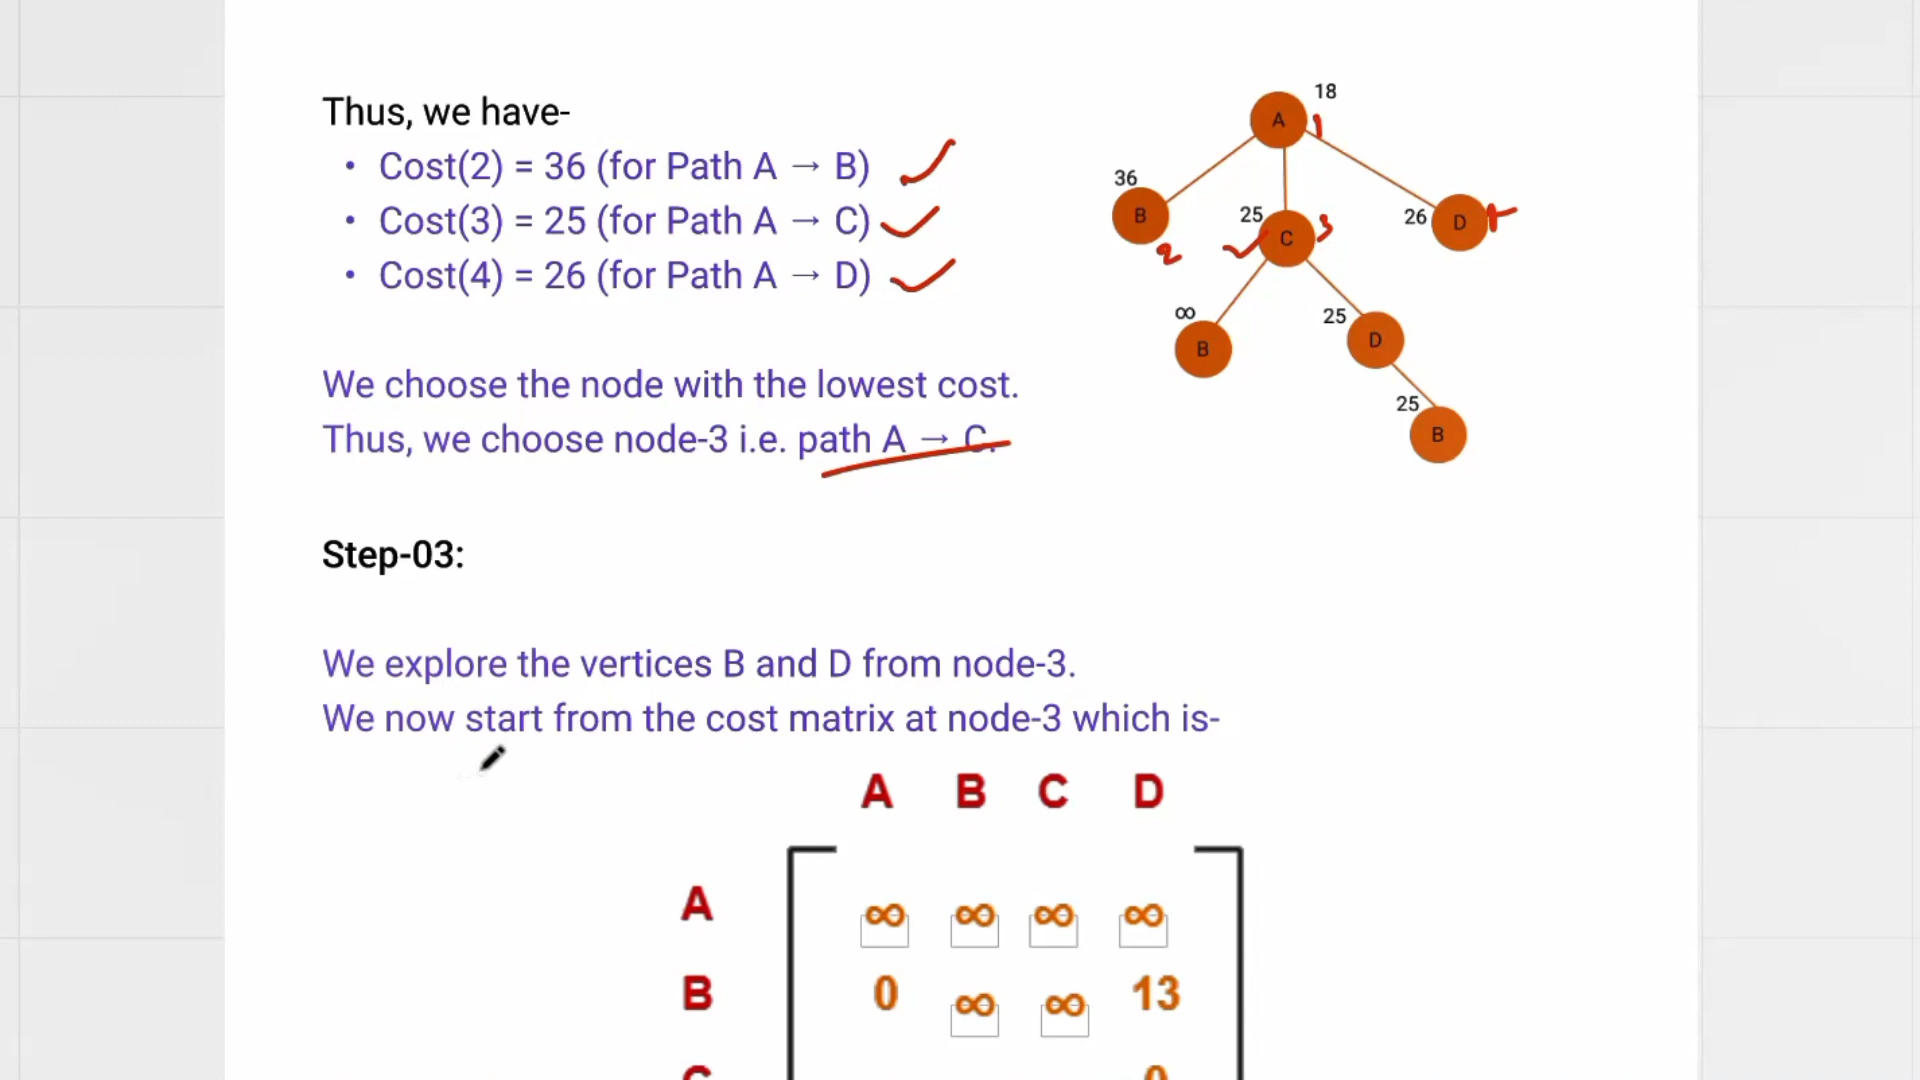 Thus, we have-
• Cost(2) = 36 (for Path A → B)
• Cost(3) = 25 (for Path A → C)
• Cost(4) = 26 (for Path A → D)
We choose the node with the lowest cost.
Thus, we choose node-3 i.e. path A → C.
18
A 1
36
B 2
25
C 3
26 D
∞
B
25
D
25
B
Step-03:
We explore the vertices B and D from node-3.
We now start from the cost matrix at node-3 which is-
A B C D
A ∞ ∞ ∞ ∞
B 0 ∞ ∞ 13